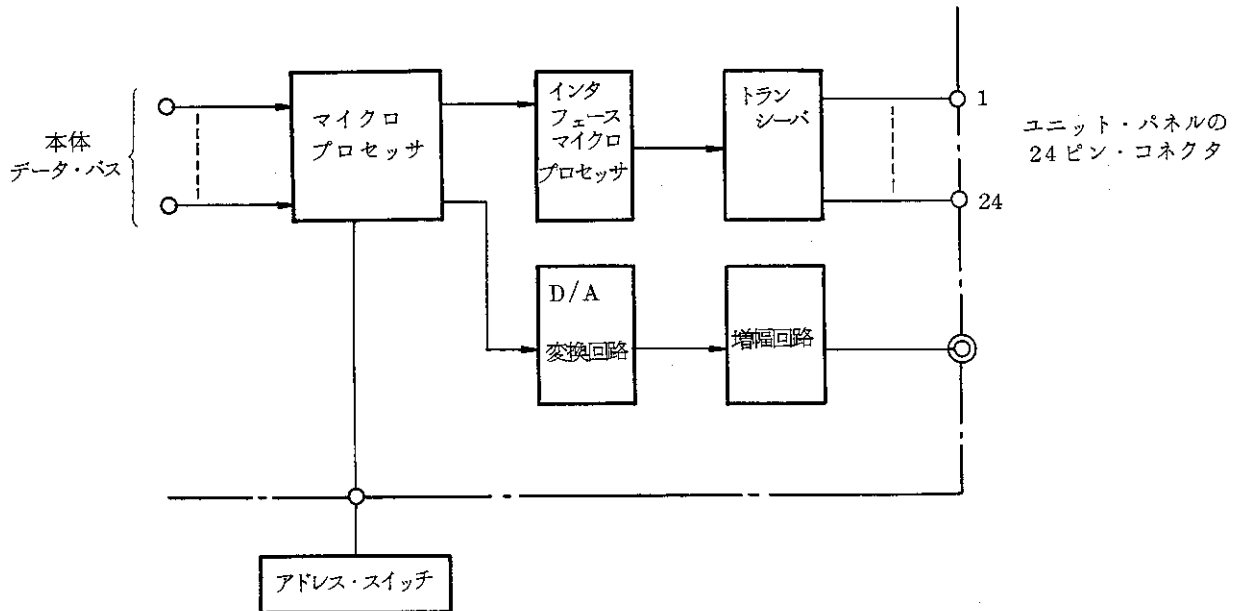 本体
データ・バス
マイクロ
プロセッサ
インタ
フェース
マイクロ
プロセッサ
トラン
シーバ
1
24
ユニット・パネルの
24ピン・コネクタ
D/A
変換回路
増幅回路
アドレス・スイッチ